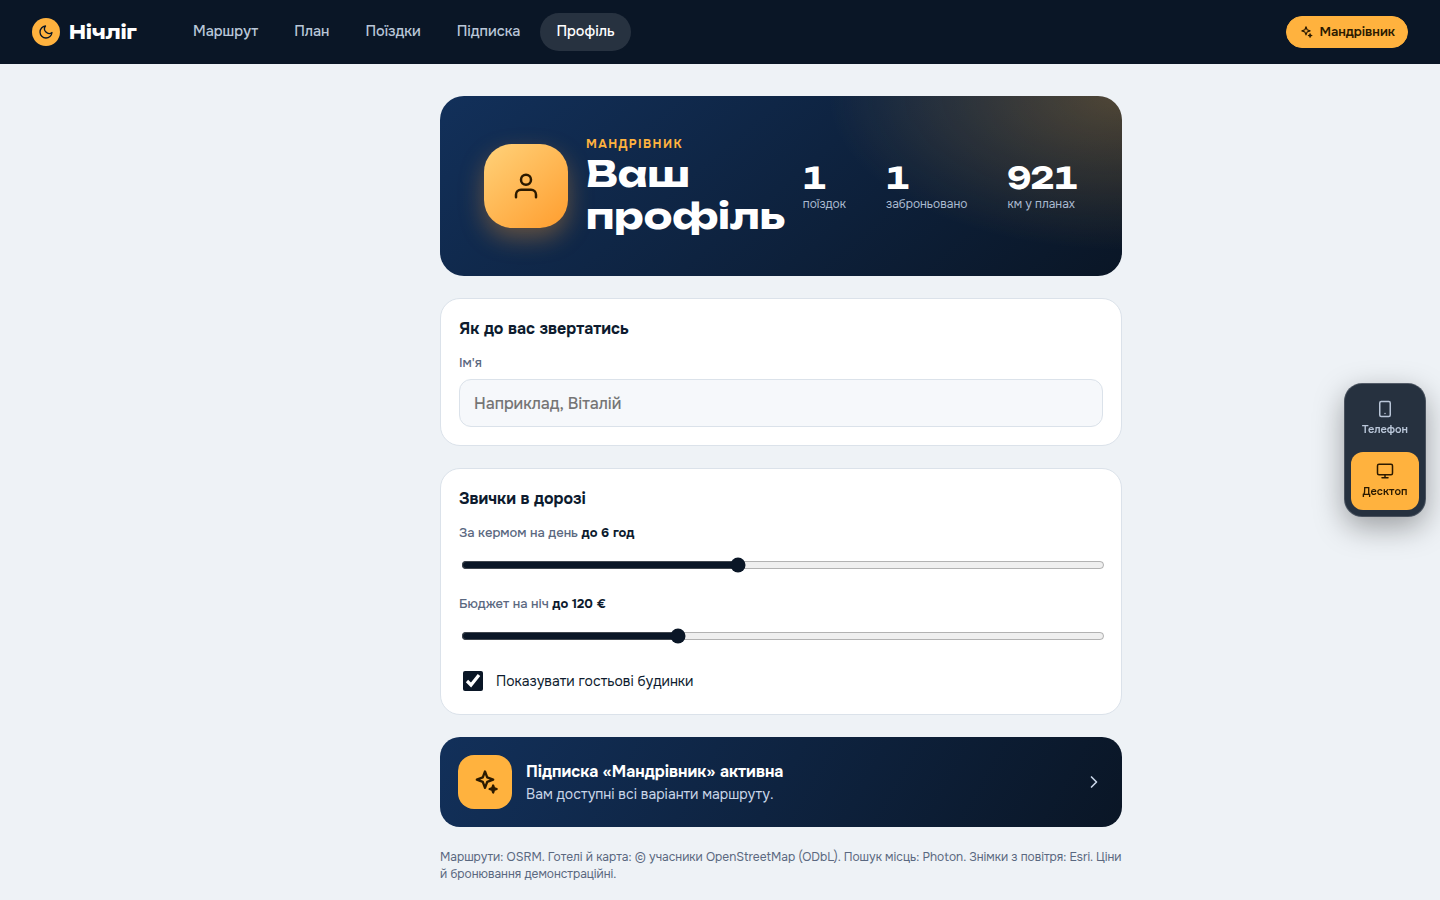 Нічліг
Маршрут
План
Поїздки
Підписка
Профіль
Мандрівник
МАНДРІВНИК
Ваш
профіль
1
поїздок
1
заброньовано
921
км у планах
Як до вас звертатись
Ім'я
Наприклад, Віталій
Звички в дорозі
За кермом на день до 6 год
Бюджет на ніч до 120 €
Показувати гостьові будинки
Підписка «Мандрівник» активна
Вам доступні всі варіанти маршруту.
Телефон
Десктоп
Маршрути: OSRM. Готелі й карта: © учасники OpenStreetMap (ODbL). Пошук місць: Photon. Знімки з повітря: Esri. Ціни
й бронювання демонстраційні.